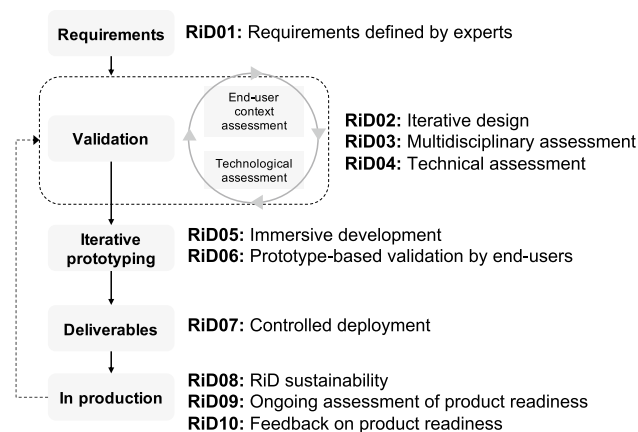 Requirements
RiD01: Requirements defined by experts
End-user
context
assessment
Validation
Technological
assessment
RiD02: Iterative design
RiD03: Multidisciplinary assessment
RiD04: Technical assessment
Iterative
prototyping
RiD05: Immersive development
RiD06: Prototype-based validation by end-users
Deliverables
RiD07: Controlled deployment
In production
RiD08: RiD sustainability
RiD09: Ongoing assessment of product readiness
RiD10: Feedback on product readiness